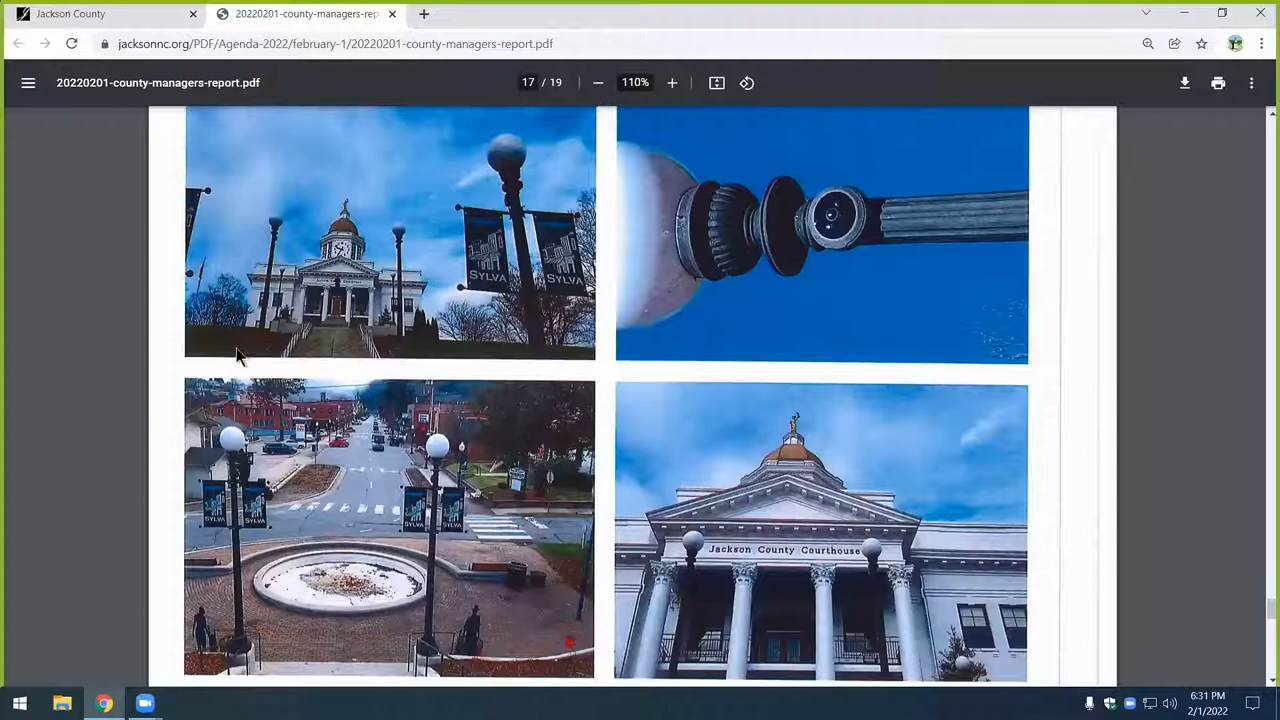 Jackson County
20220201-county-managers-rep
jacksonnc.org/PDF/Agenda-2022/february-1/20220201-county-managers-report.pdf
20220201-county-managers-report.pdf
17 / 19
110%
SYLVA
SYLVA
SYLVA
SYLVA
SYLVA
SYLVA
Jackson County Courthouse
6:31 PM
2/1/2022